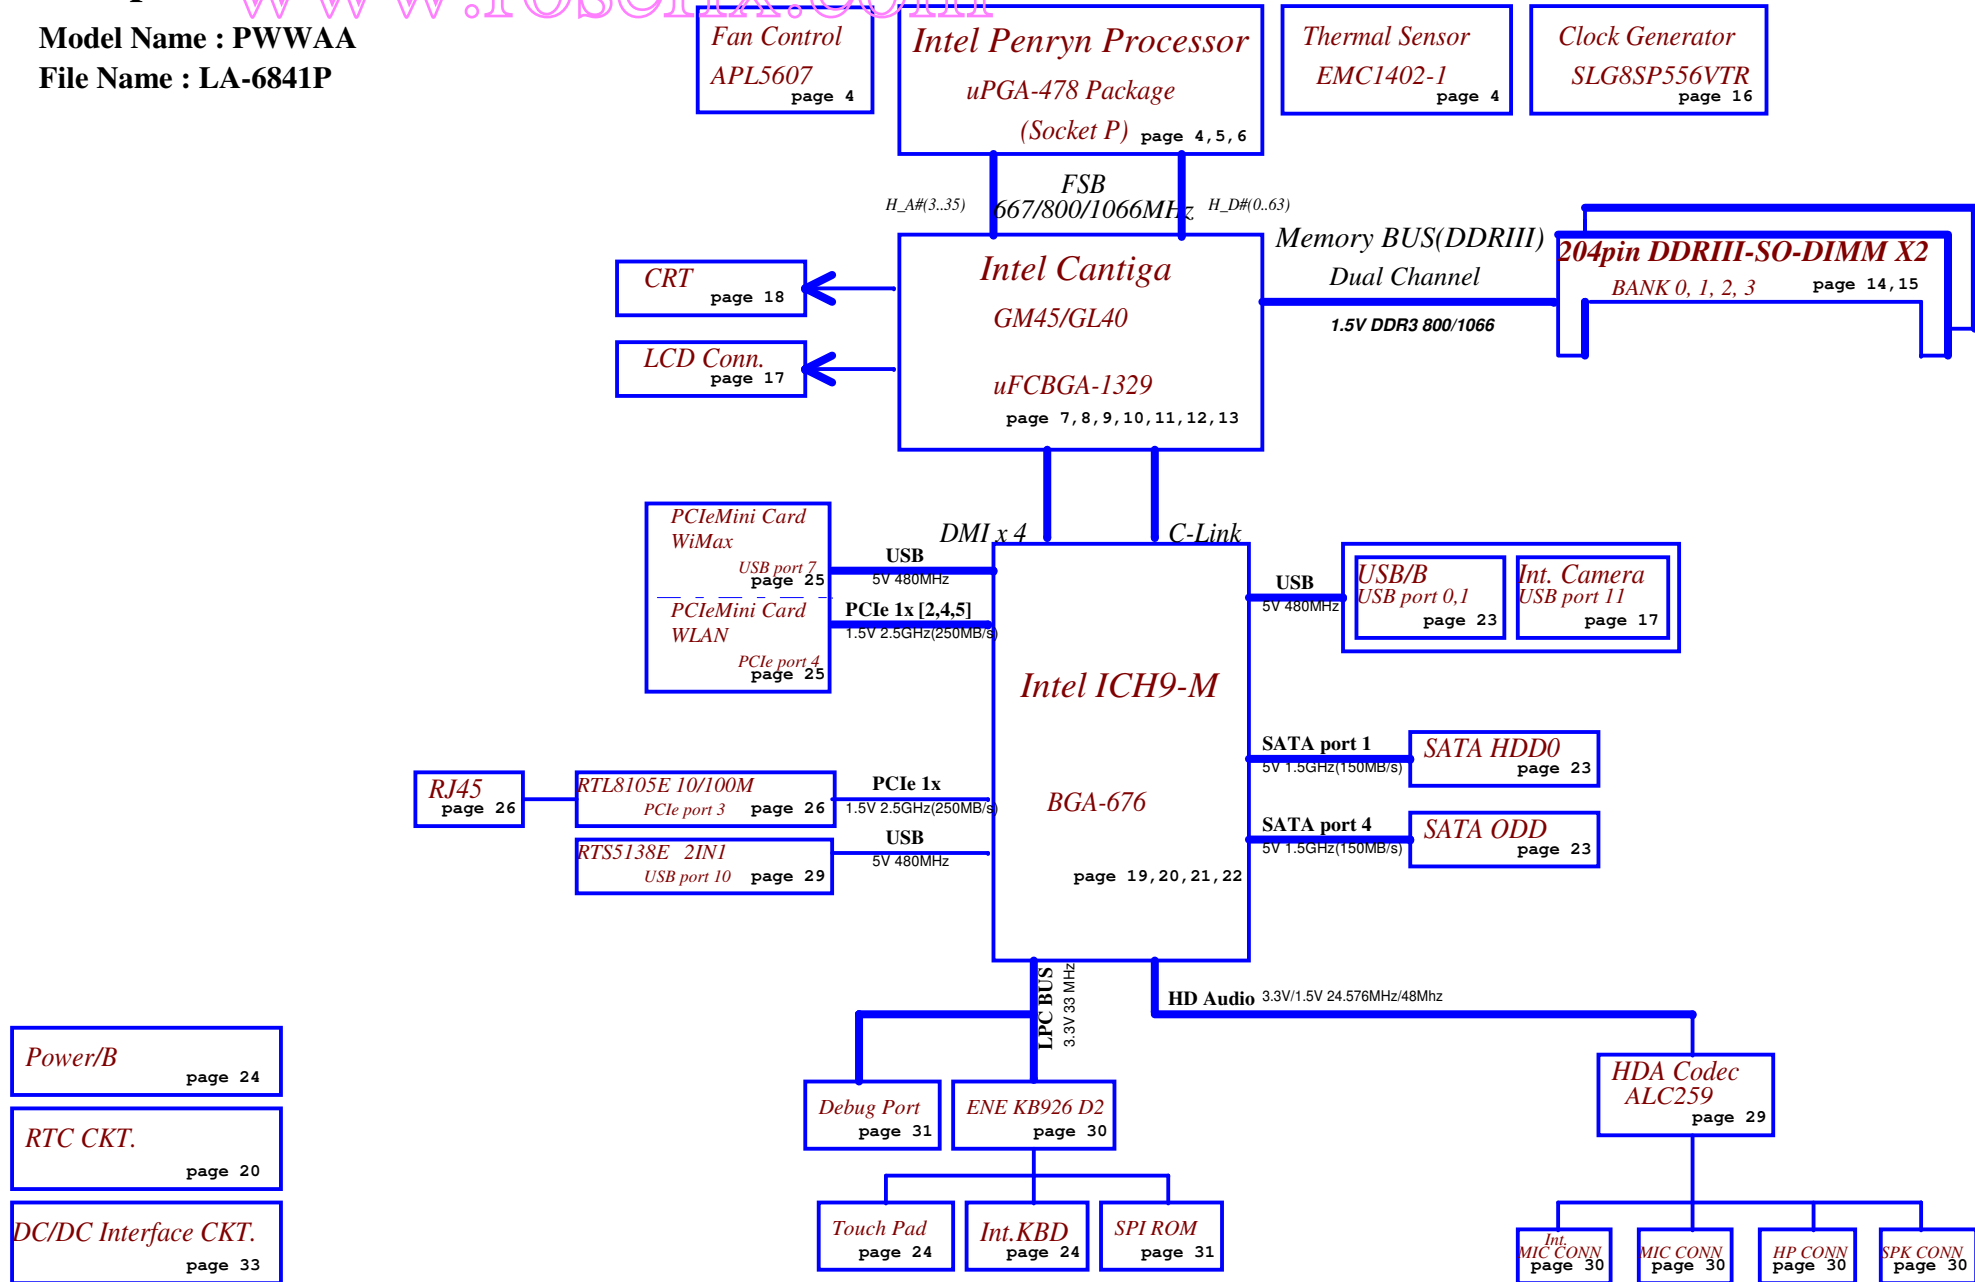 www.rosefix.com
Model Name : PWWAA
File Name : LA-6841P
Fan Control
APL5607
page 4
Intel Penryn Processor
uPGA-478 Package
(Socket P) page 4,5,6
Thermal Sensor
EMC1402-1
page 4
Clock Generator
SLG8SP556VTR
page 16
H_A#(3..35)
FSB
667/800/1066MHz
H_D#(0..63)
CRT
page 18
LCD Conn.
page 17
Intel Cantiga
GM45/GL40
uFCBGA-1329
page 7,8,9,10,11,12,13
Memory BUS(DDRIII)
Dual Channel
1.5V DDR3 800/1066
204pin DDRIII-SO-DIMM X2
BANK 0, 1, 2, 3 page 14,15
DMI x 4
C-Link
PCIeMini Card
WiMax
USB port 7
page 25
USB
5V 480MHz
PCIeMini Card
WLAN
PCIe port 4
page 25
PCIe 1x [2,4,5]
1.5V 2.5GHz(250MB/s)
USB
5V 480MHz
USB/B
USB port 0,1
page 23
Int. Camera
USB port 11
page 17
Intel ICH9-M
BGA-676
page 19,20,21,22
SATA port 1
5V 1.5GHz(150MB/s)
SATA HDD0
page 23
SATA port 4
5V 1.5GHz(150MB/s)
SATA ODD
page 23
RJ45
page 26
RTL8105E 10/100M
PCIe port 3 page 26
PCIe 1x
1.5V 2.5GHz(250MB/s)
RTS5138E 2IN1
USB port 10 page 29
USB
5V 480MHz
LPC BUS
3.3V 33 MHz
HD Audio 3.3V/1.5V 24.576MHz/48Mhz
Power/B
page 24
RTC CKT.
page 20
DC/DC Interface CKT.
page 33
Debug Port
page 31
ENE KB926 D2
page 30
HDA Codec
ALC259
page 29
Touch Pad
page 24
Int.KBD
page 24
SPI ROM
page 31
Int.
MIC CONN
page 30
MIC CONN
page 30
HP CONN
page 30
SPK CONN
page 30